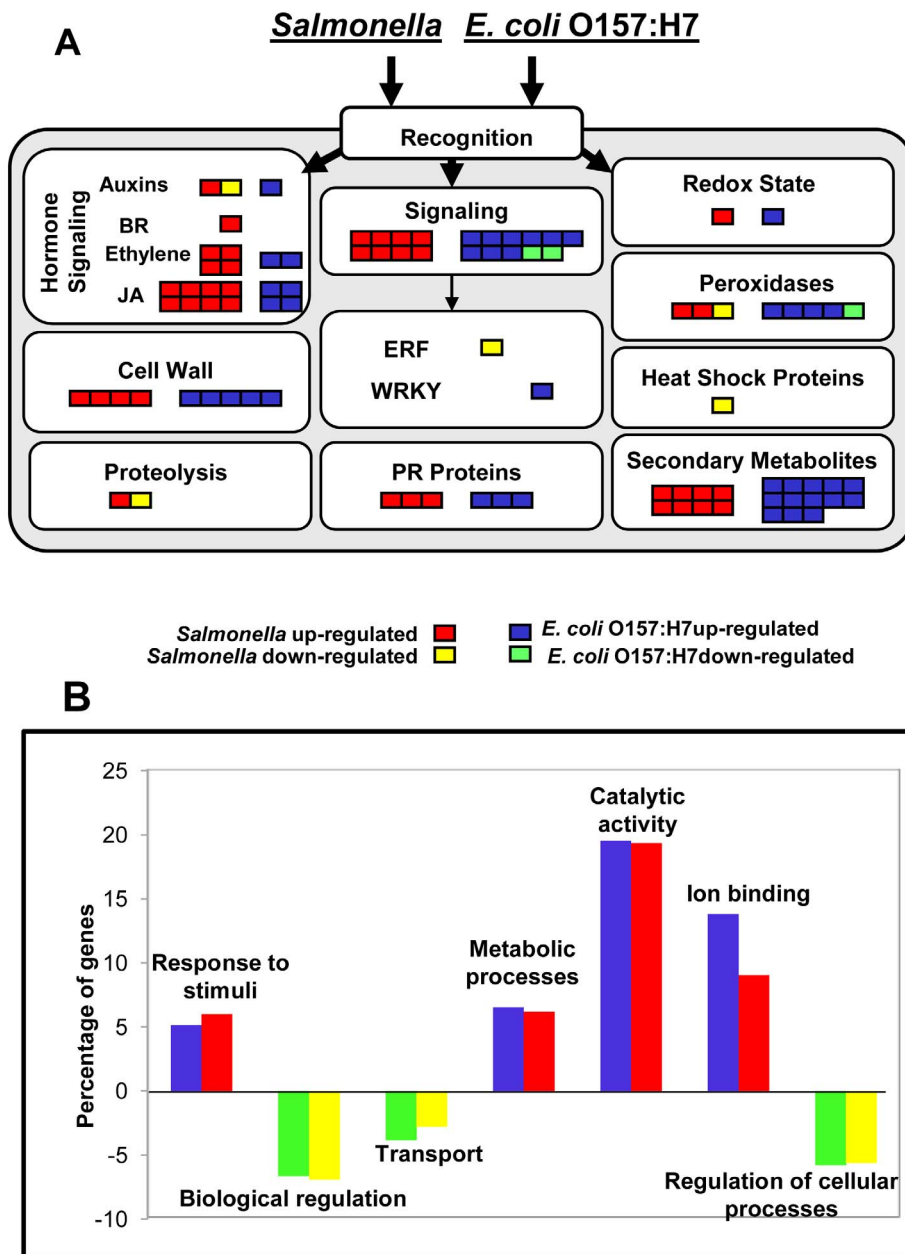 A
Salmonella E. coli O157:H7
Recognition
Hormone
Signaling
Auxins
BR
Ethylene
JA
Signaling
Redox State
Peroxidases
Cell Wall
ERF
WRKY
Heat Shock Proteins
Proteolysis
PR Proteins
Secondary Metabolites
Salmonella up-regulated
Salmonella down-regulated
E. coli O157:H7up-regulated
E. coli O157:H7down-regulated
B
Percentage of genes
25
20
15
10
5
0
-5
-10
Response to
stimuli
Biological regulation
Transport
Metabolic
processes
Catalytic
activity
Ion binding
Regulation of cellular
processes